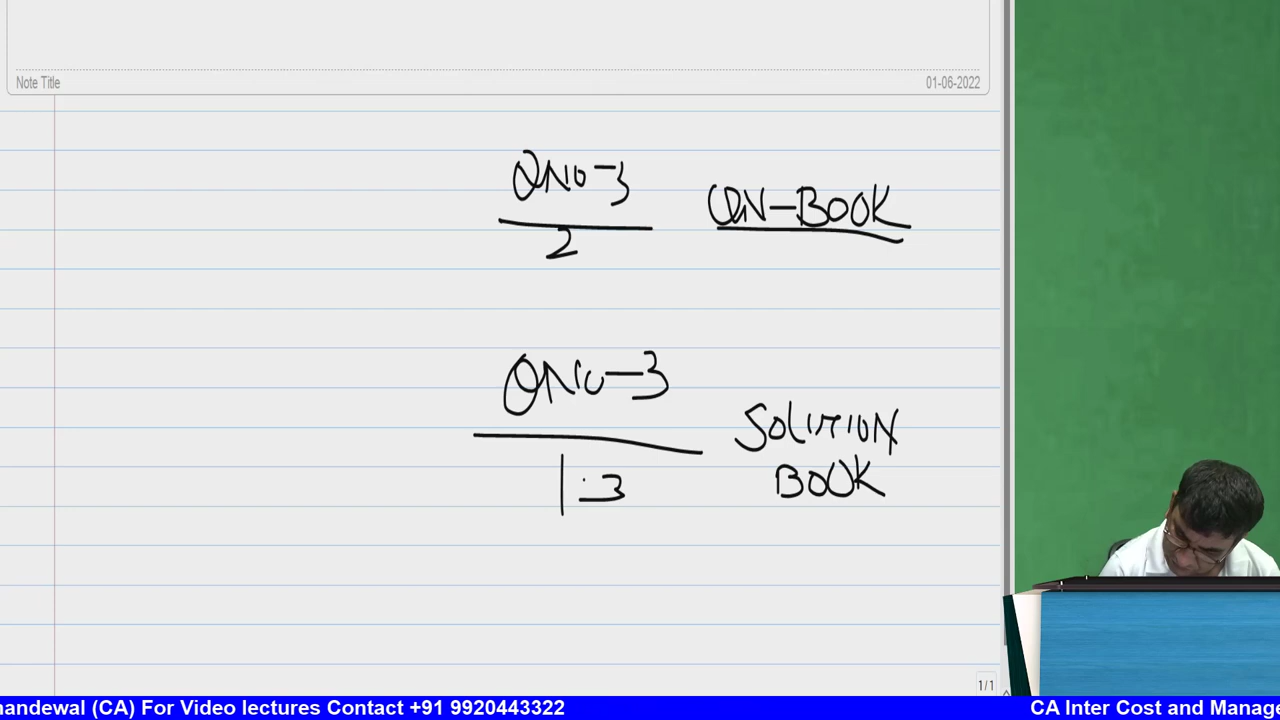 Note Title
01-06-2022
QNo-3
QN-BOOK
2
QNo-3
SOLUTION
BOOK
1.3
1/1
handewal (CA) For Video lectures Contact +91 9920443322
CA Inter Cost and Manage